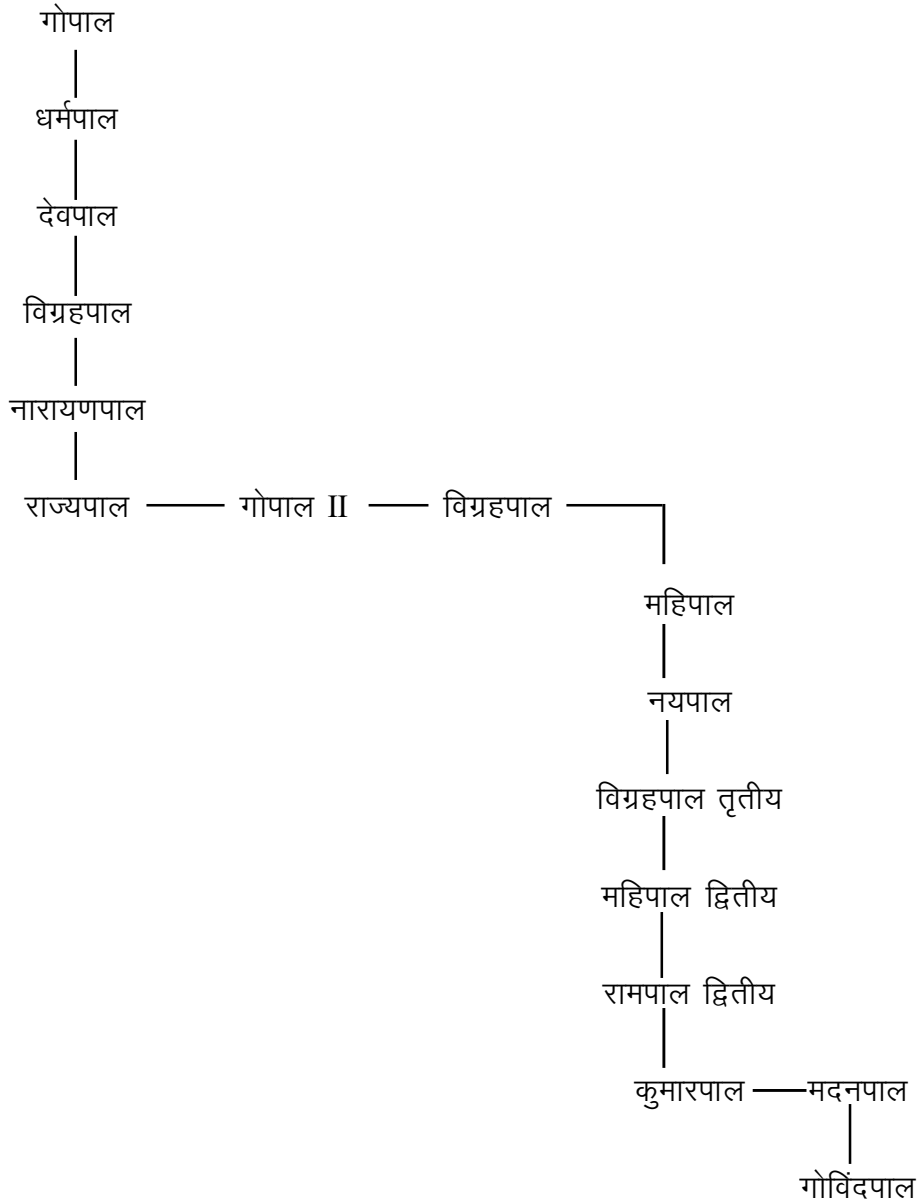 गोपाल
धर्मपाल
देवपाल
विग्रहपाल
नारायणपाल
राज्यपाल गोपाल II विग्रहपाल
महिपाल
नयपाल
विग्रहपाल तृतीय
महिपाल द्वितीय
रामपाल द्वितीय
कुमारपाल मदनपाल
गोविंदपाल